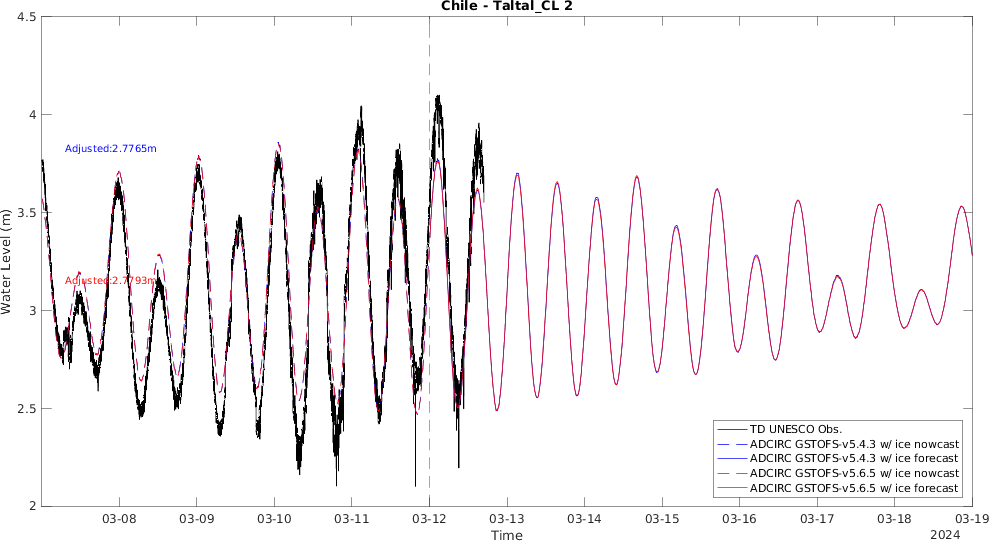 Chile - Taltal_CL 2
4.5
4
3.5
3
2.5
2
Water Level (m)
Adjusted:2.7765m
Adjusted:2.7793m
TD UNESCO Obs.
ADCIRC GSTOFS-v5.4.3 w/ ice nowcast
ADCIRC GSTOFS-v5.4.3 w/ ice forecast
ADCIRC GSTOFS-v5.6.5 w/ ice nowcast
ADCIRC GSTOFS-v5.6.5 w/ ice forecast
03-08 03-09 03-10 03-11 03-12 03-13 03-14 03-15 03-16 03-17 03-18 03-19
Time
2024